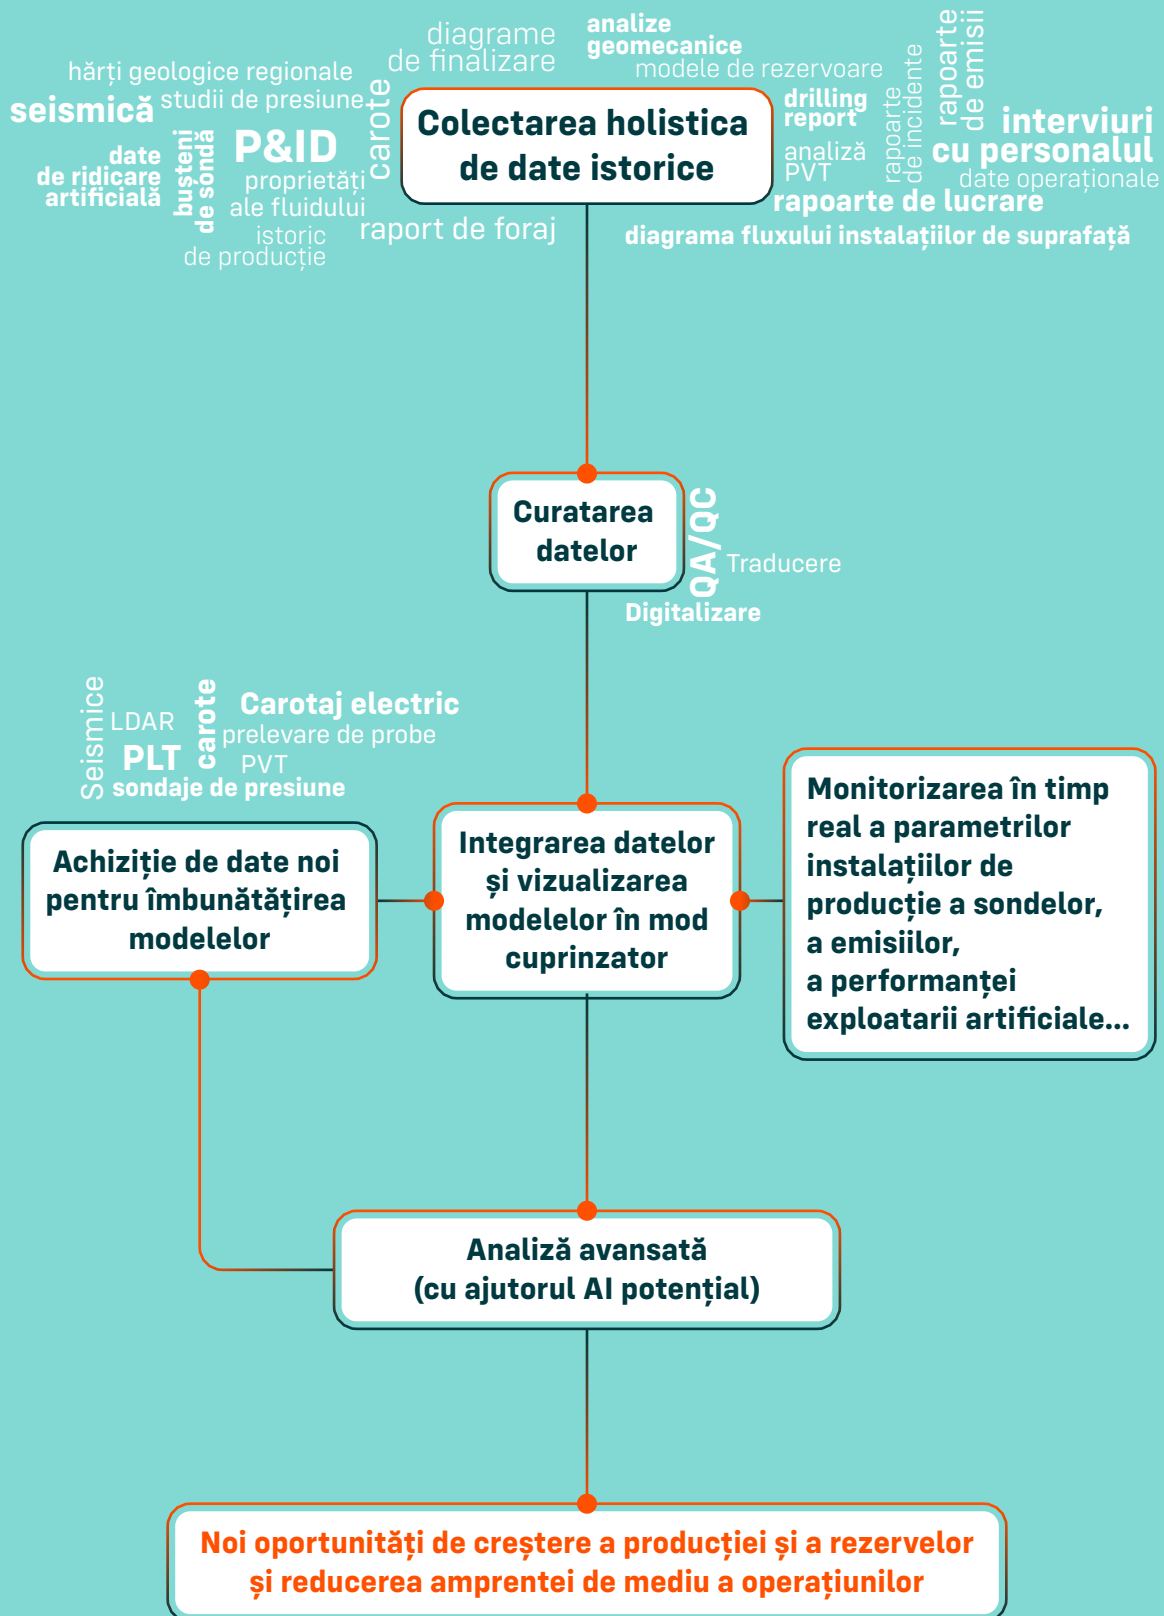 diagrame
de finalizare
analize
geomecanice
modele de rezervoare
hărți geologice regionale
studii de presiune
seismică
carote
date
de ridicare
artificială
bușteni
de sondă
P&ID
proprietăți
ale fluidului
istoric
de producție
raport de foraj
Colectarea holistica
de date istorice
drilling
report
analiză
PVT
rapoarte
de incidente
rapoarte
de emisii
interviuri
cu personalul
date operaționale
rapoarte de lucrare
diagrama fluxului instalațiilor de suprafață
Curatarea
datelor
QA/QC
Traducere
Digitalizare
Seismice
LDAR
PLT
carote
Carotaj electric
prelevare de probe
PVT
sondaje de presiune
Achiziție de date noi
pentru îmbunătățirea
modelelor
Integrarea datelor
și vizualizarea
modelelor în mod
cuprinzator
Monitorizarea în timp
real a parametrilor
instalațiilor de
producție a sondelor,
a emisiilor,
a performanței
exploatarii artificiale...
Analiză avansată
(cu ajutorul AI potențial)
Noi oportunități de creștere a producției și a rezervelor
și reducerea amprentei de mediu a operațiunilor